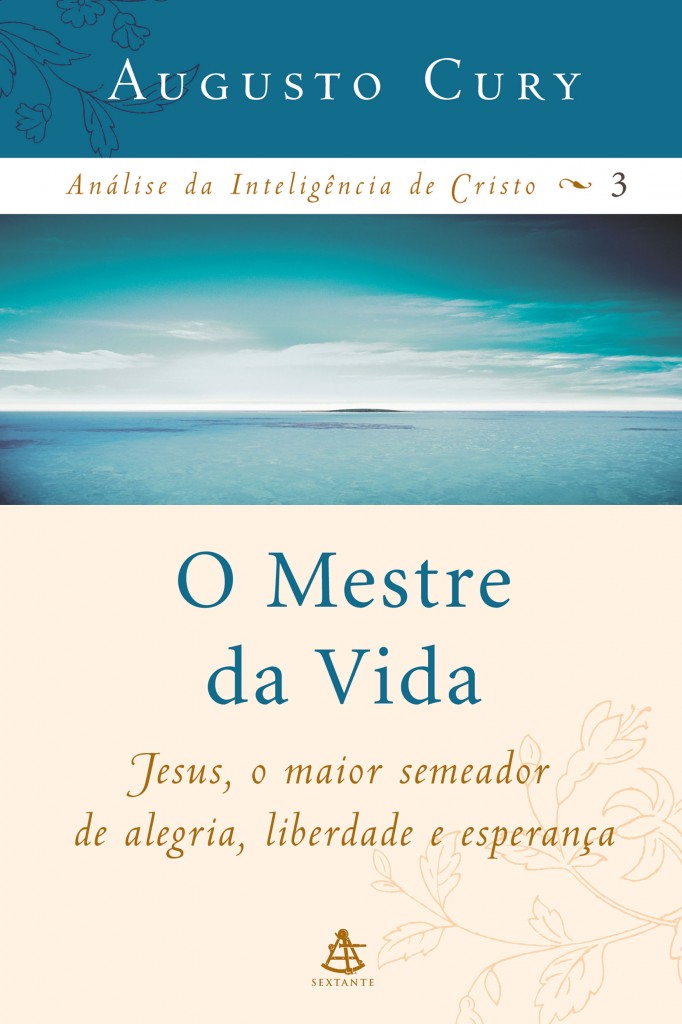 Augusto Cury
Análise da Inteligência de Cristo ~ 3
O Mestre
da Vida
Jesus, o maior semeador
de alegria, liberdade e esperança
SEXTANTE